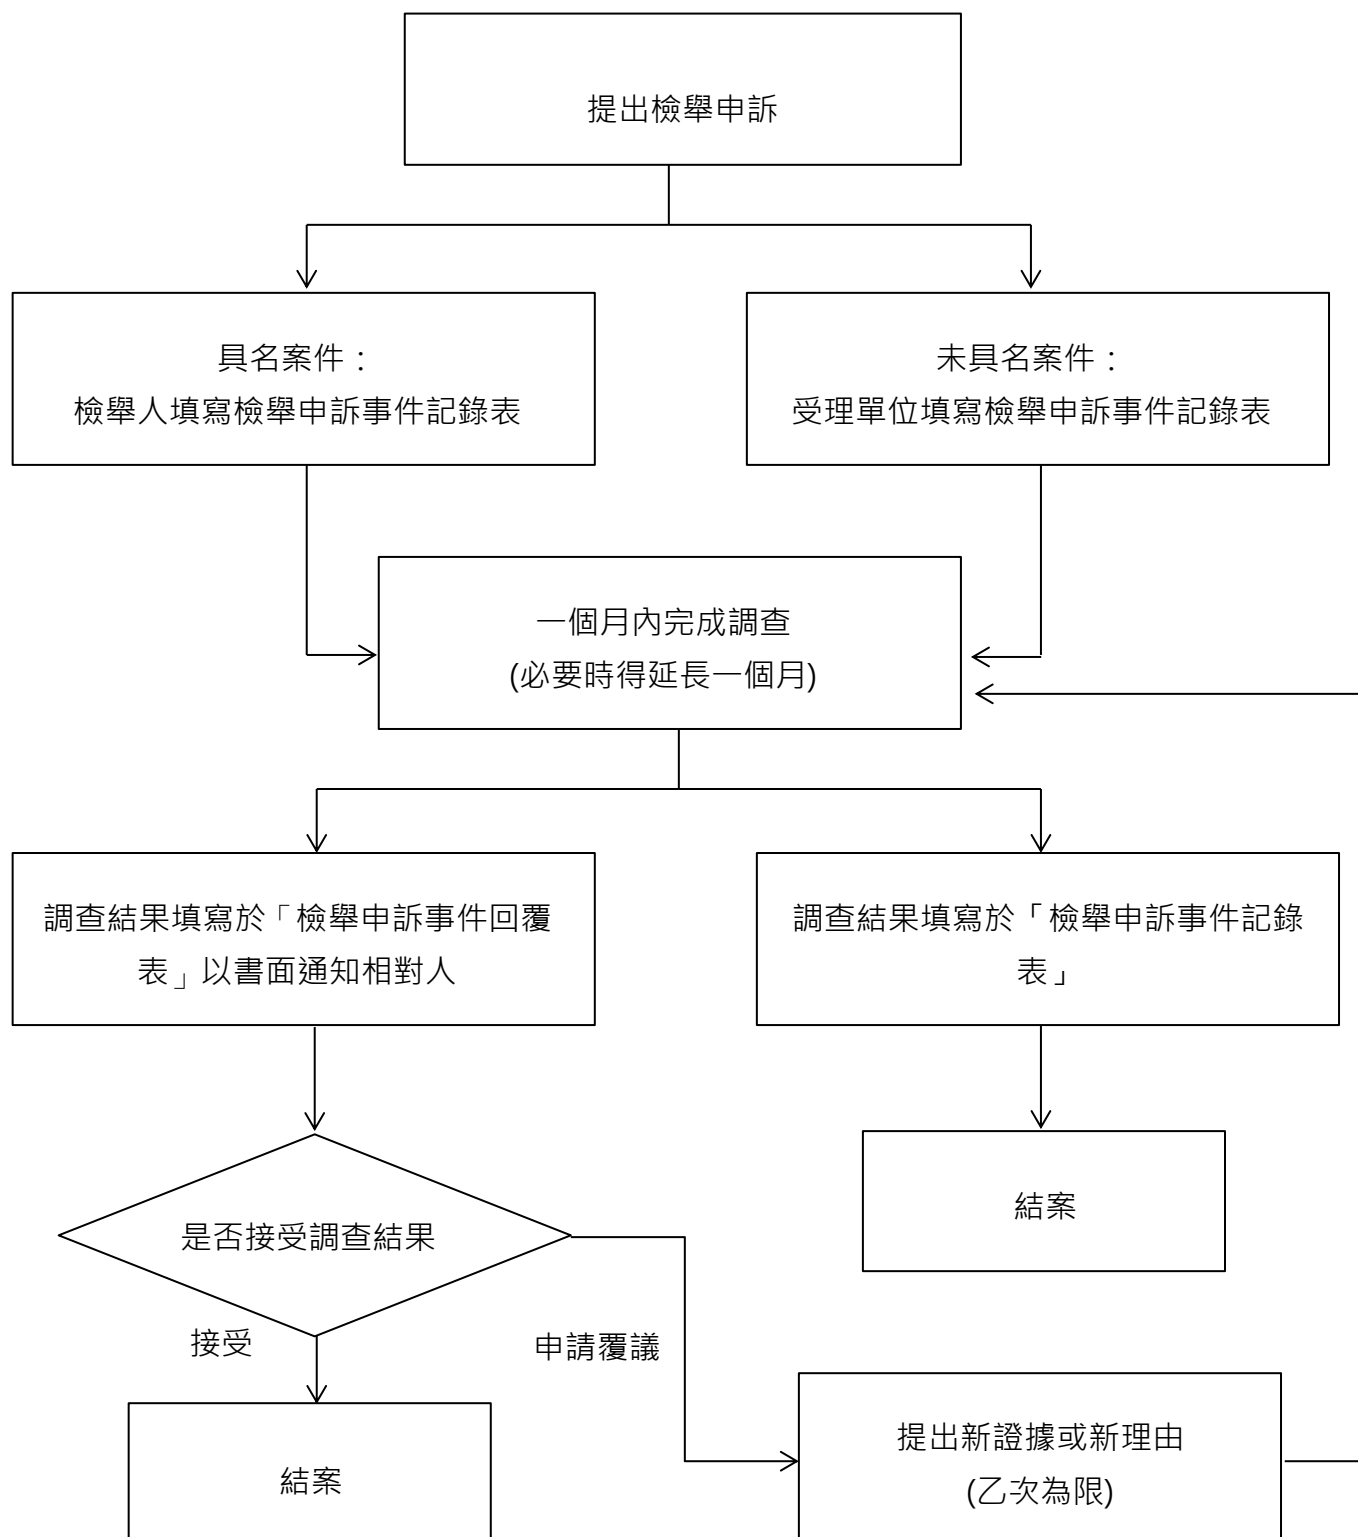 提出檢舉申訴
具名案件：
檢舉人填寫檢舉申訴事件記錄表
未具名案件：
受理單位填寫檢舉申訴事件記錄表
一個月內完成調查
(必要時得延長一個月)
調查結果填寫於「檢舉申訴事件回覆
表」以書面通知相對人
調查結果填寫於「檢舉申訴事件記錄
表」
結案
是否接受調查結果
接受
申請覆議
提出新證據或新理由
(乙次為限)
結案